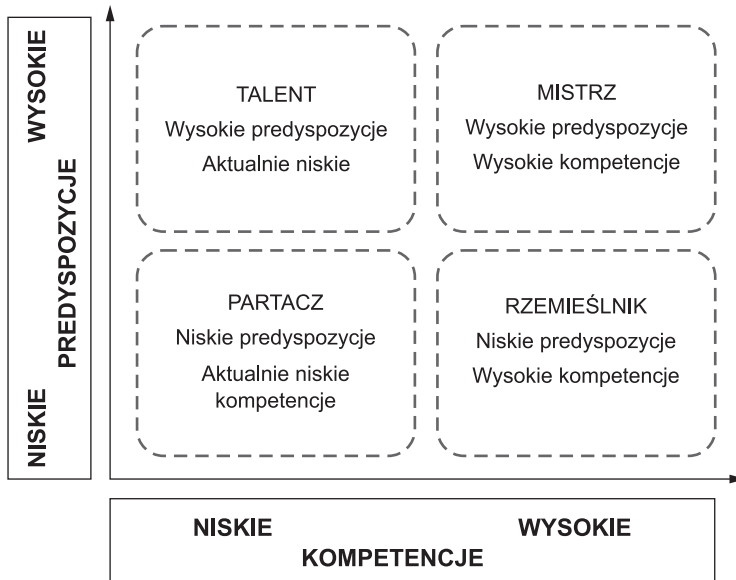 WYSOKIE
PREDYSPOZYCJE
NISKIE
TALENT
Wysokie predyspozycje
Aktualnie niskie
MISTRZ
Wysokie predyspozycje
Wysokie kompetencje
PARTACZ
Niskie predyspozycje
Aktualnie niskie
kompetencje
RZEMIEŚLNIK
Niskie predyspozycje
Wysokie kompetencje
NISKIE WYSOKIE
KOMPETENCJE